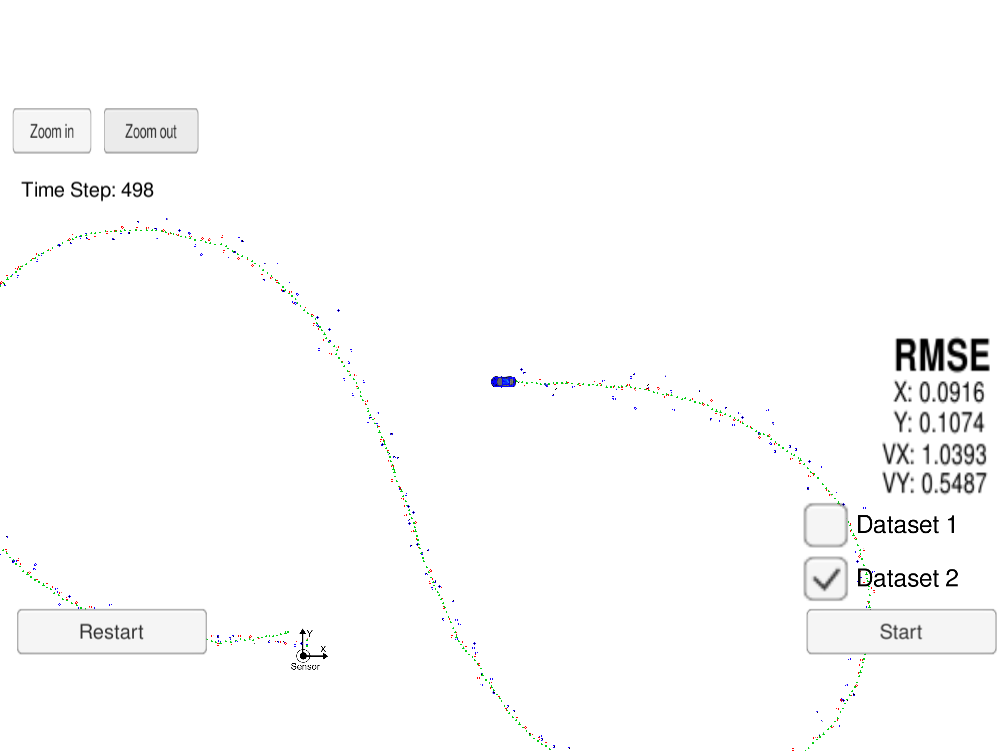 Zoom in
Zoom out
Time Step: 498
RMSE
X: 0.0916
Y: 0.1074
VX: 1.0393
VY: 0.5487
Dataset 1
Dataset 2
Restart
Y
X
Sensor
Start